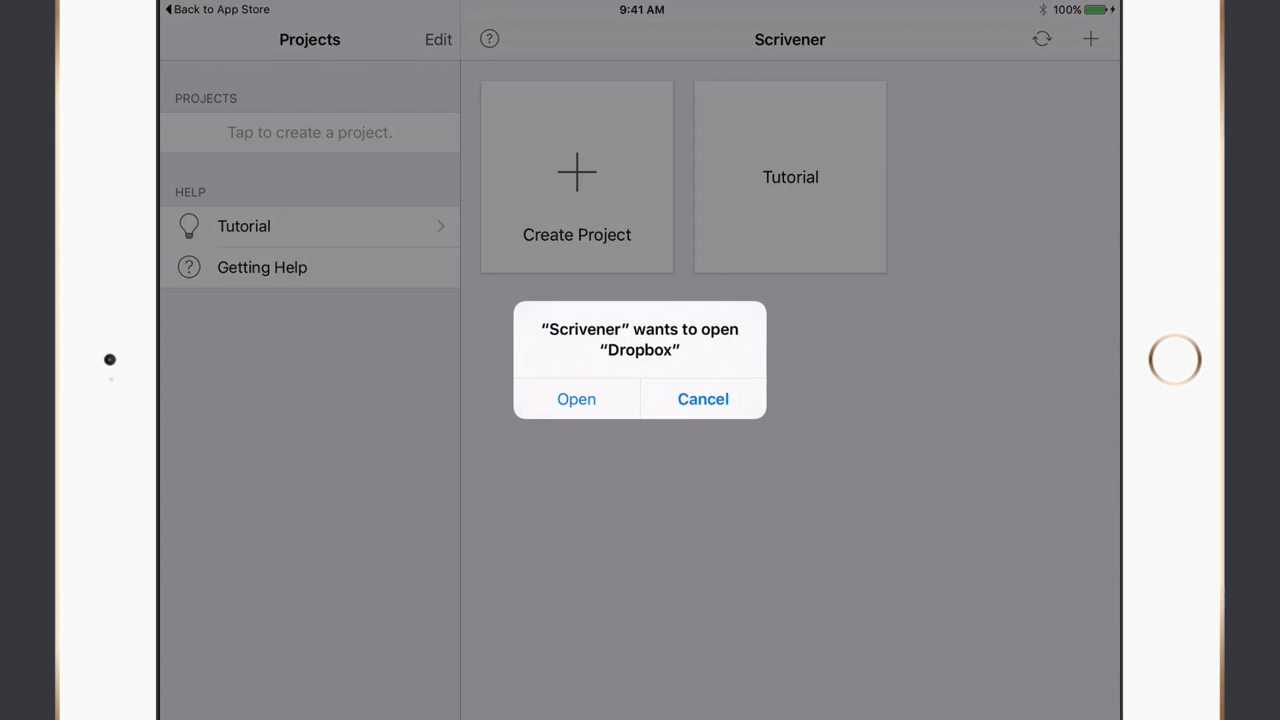 Back to App Store
9:41 AM
100%
Projects
Edit
?
Scrivener
PROJECTS
Tap to create a project.
HELP
Tutorial
? Getting Help
Create Project
Tutorial
“Scrivener” wants to open
“Dropbox”
Open
Cancel